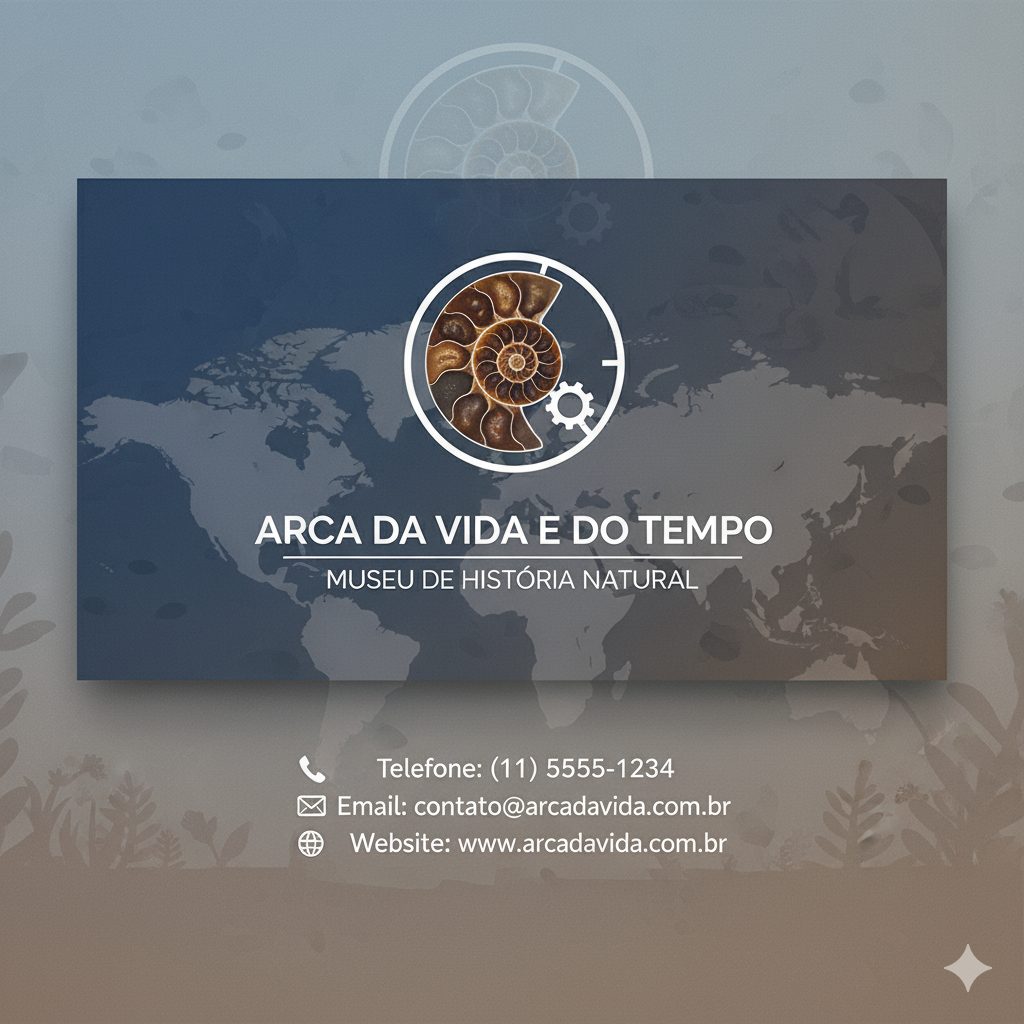 ARCA DA VIDA E DO TEMPO
MUSEU DE HISTÓRIA NATURAL
Telefone: (11) 5555-1234
Email: contato@arcadavida.com.br
Website: www.arcadavida.com.br